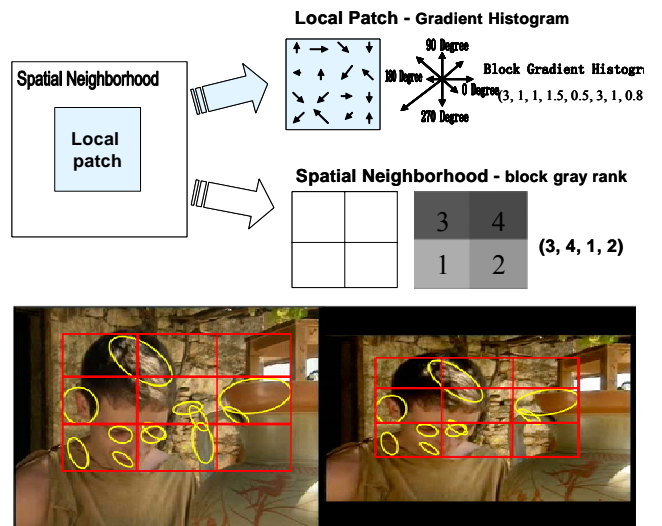 Local Patch - Gradient Histogram
Spatial Neighborhood
Local
patch
90 Degree
180 Degree
0 Degree
270 Degree
Block Gradient Histogr
(3, 1, 1, 1.5, 0.5, 3, 1, 0.8
Spatial Neighborhood - block gray rank
3 4
1 2
(3, 4, 1, 2)